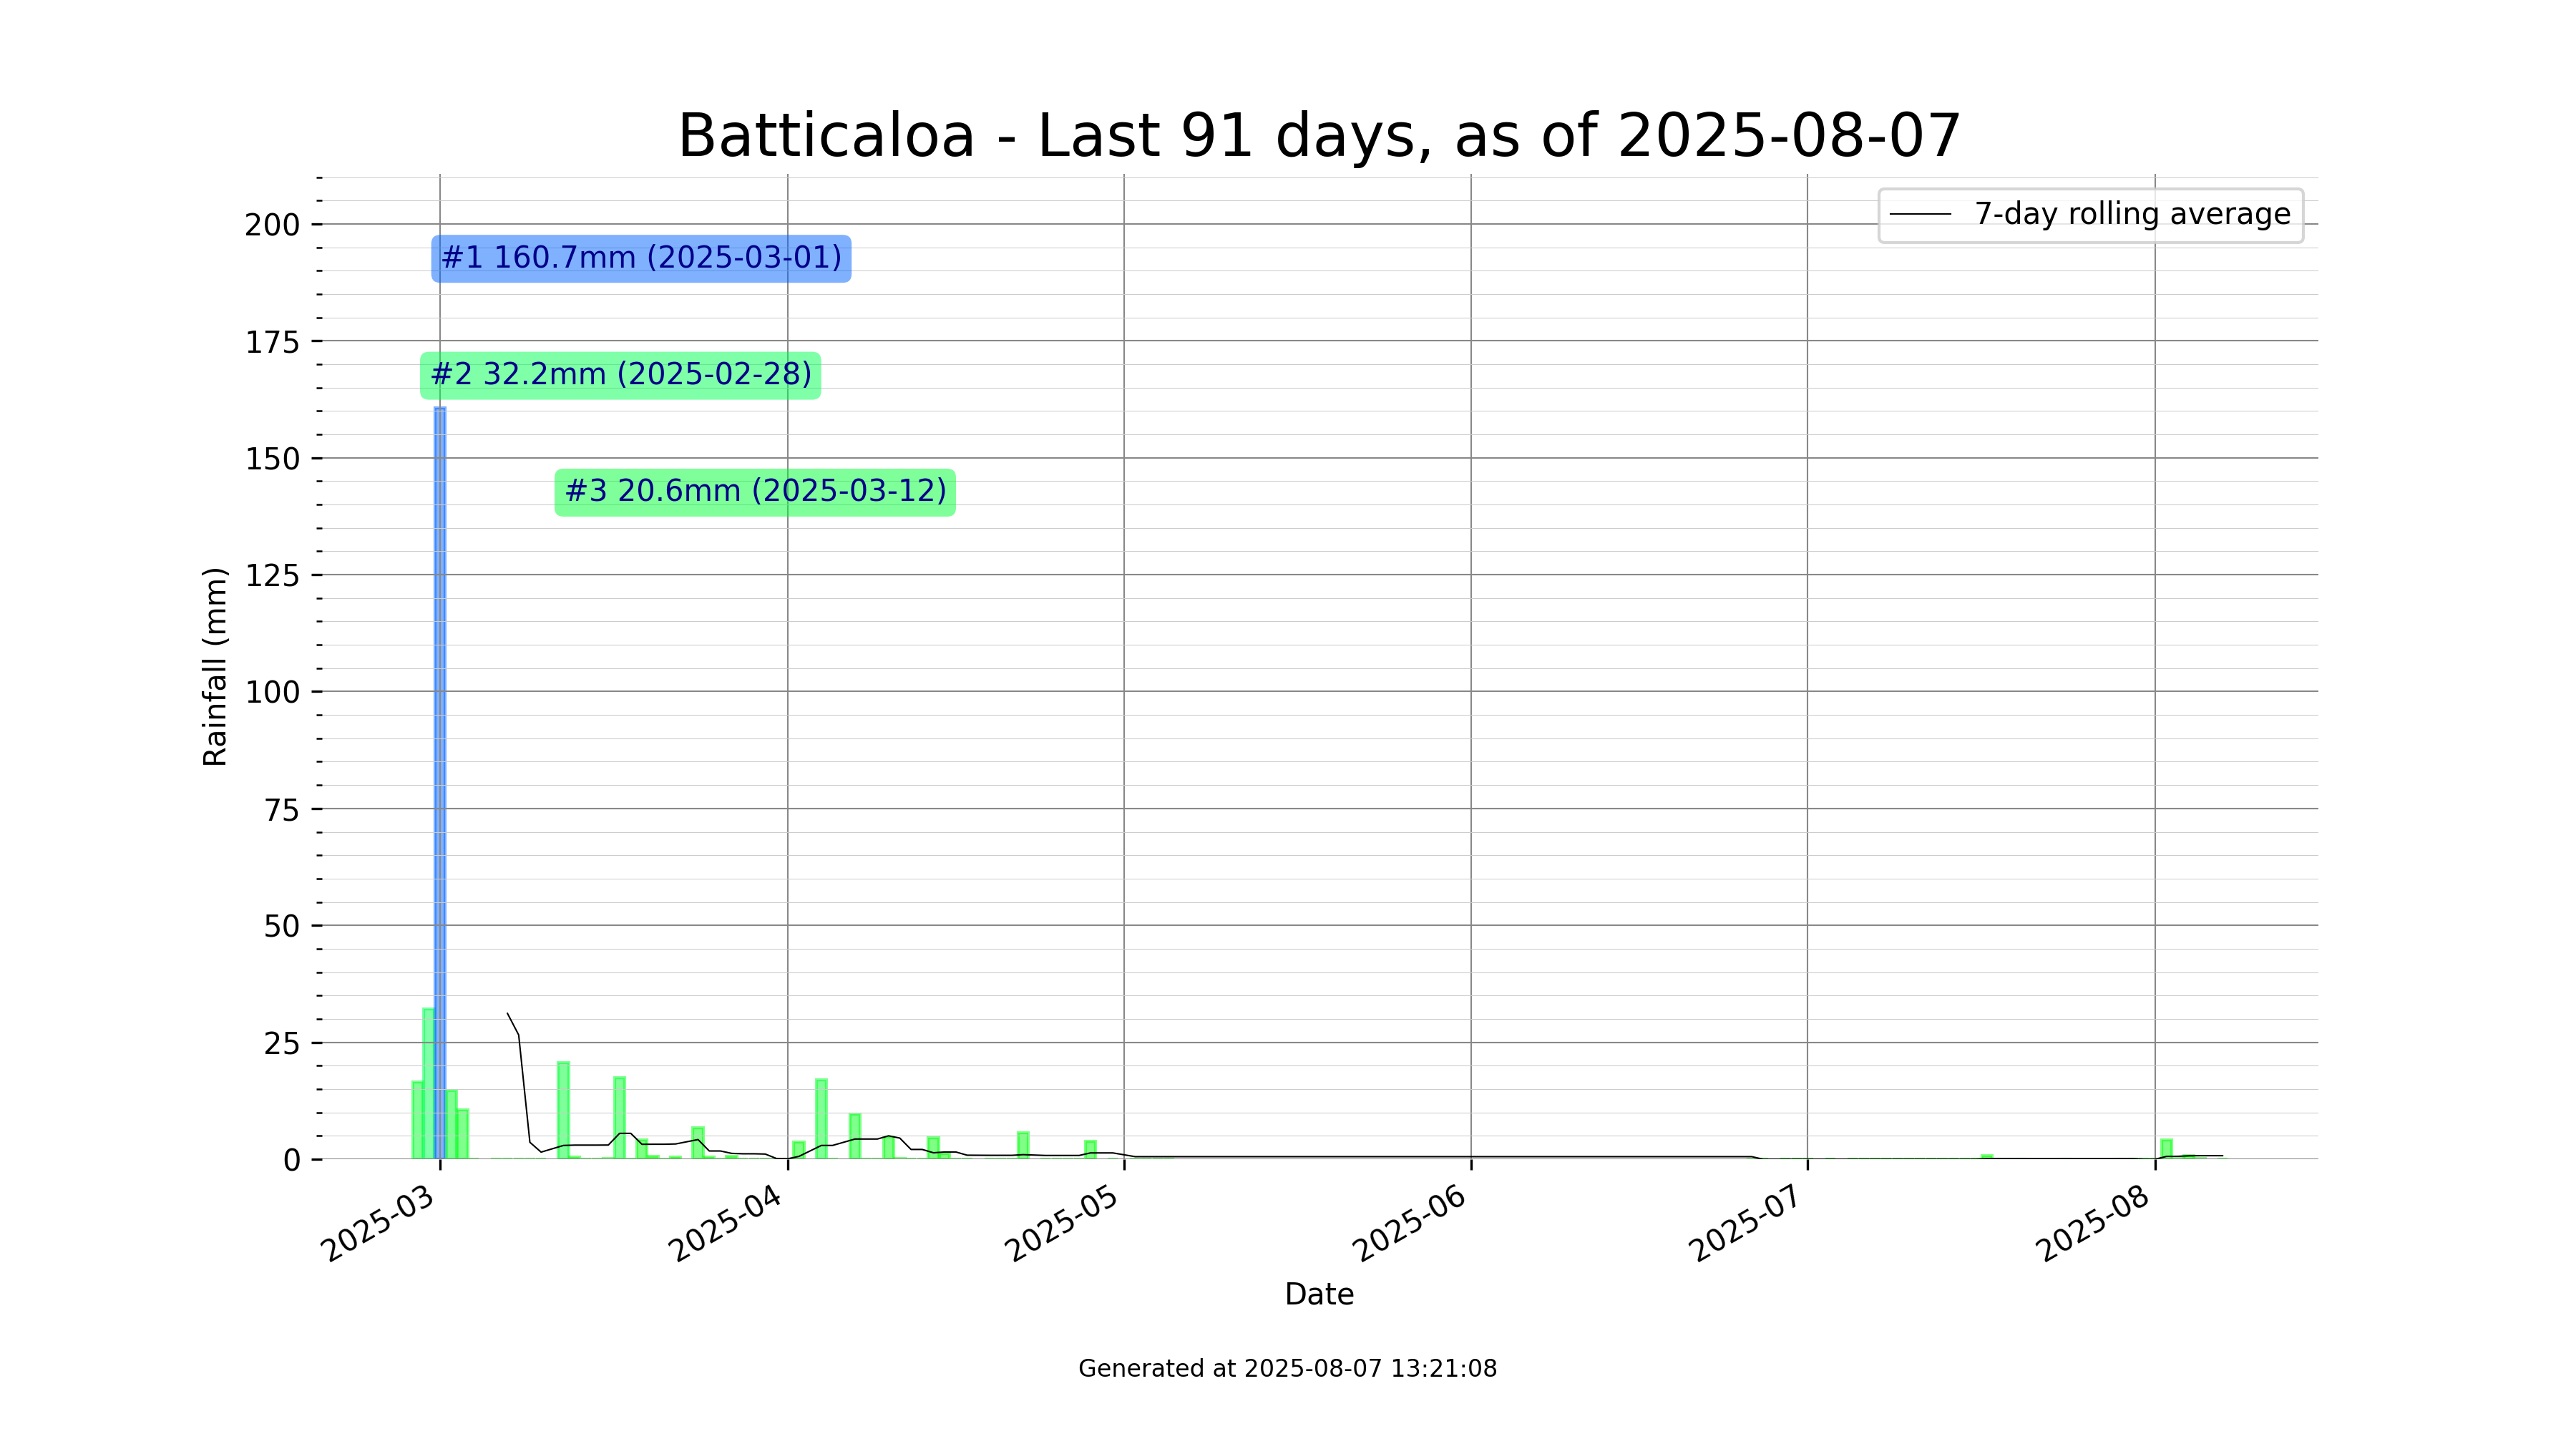 Batticaloa - Last 91 days, as of 2025-08-07
7-day rolling average
200
175
150
125
100
75
50
25
0
Rainfall (mm)
#1 160.7mm (2025-03-01)
#2 32.2mm (2025-02-28)
#3 20.6mm (2025-03-12)
2025-03
2025-04
2025-05
2025-06
2025-07
2025-08
Date
Generated at 2025-08-07 13:21:08